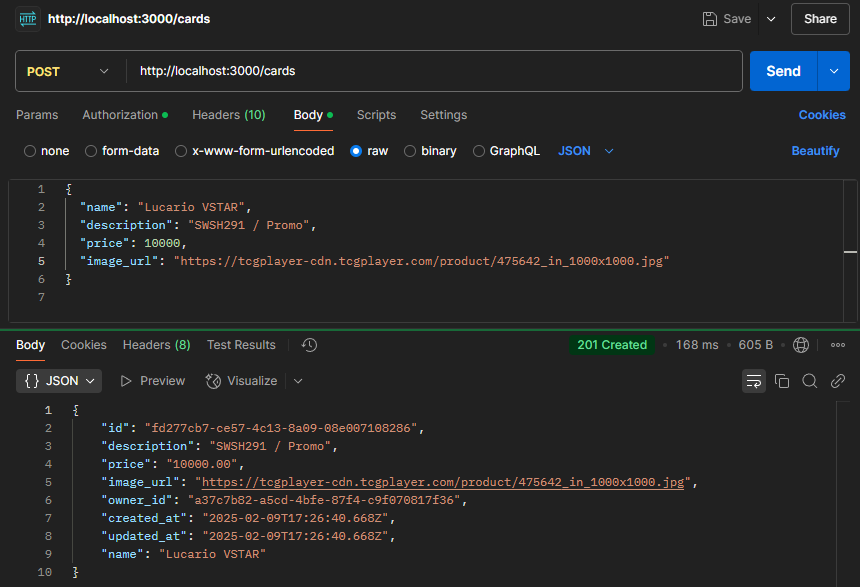 HTTP http://localhost:3000/cards Save Share
POST http://localhost:3000/cards Send
Params Authorization Headers (10) Body Scripts Settings Cookies
none form-data x-www-form-urlencoded raw binary GraphQL JSON Beautify
1 {
2 "name": "Lucario VSTAR",
3 "description": "SWSH291 / Promo",
4 "price": 10000,
5 "image_url": "https://tcgplayer-cdn.tcgplayer.com/product/475642_in_1000x1000.jpg"
6 }
7
Body Cookies Headers (8) Test Results 201 Created 168 ms 605 B
{} JSON Preview Visualize
1 {
2 "id": "fd277cb7-ce57-4c13-8a09-08e007108286",
3 "description": "SWSH291 / Promo",
4 "price": "10000.00",
5 "image_url": "https://tcgplayer-cdn.tcgplayer.com/product/475642_in_1000x1000.jpg",
6 "owner_id": "a37c7b82-a5cd-4bfe-87f4-c9f070817f36",
7 "created_at": "2025-02-09T17:26:40.668Z",
8 "updated_at": "2025-02-09T17:26:40.668Z",
9 "name": "Lucario VSTAR"
10 }